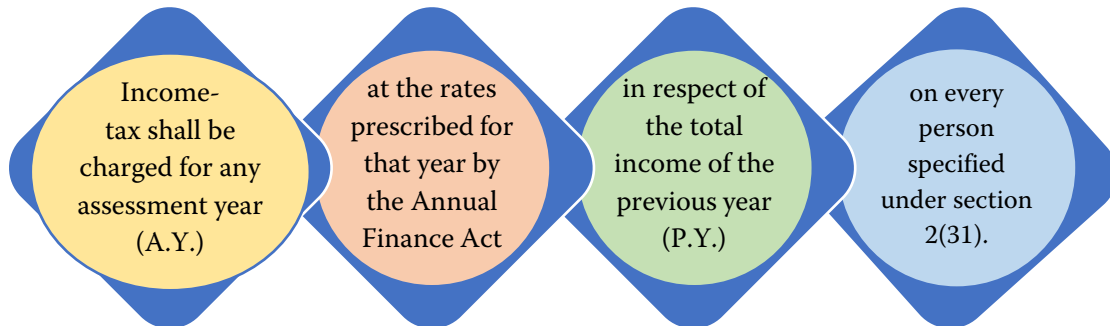 Income-
tax shall be
charged for any
assessment year
(A.Y.)
at the rates
prescribed for
that year by
the Annual
Finance Act
in respect of
the total
income of the
previous year
(P.Y.)
on every
person
specified
under section
2(31).